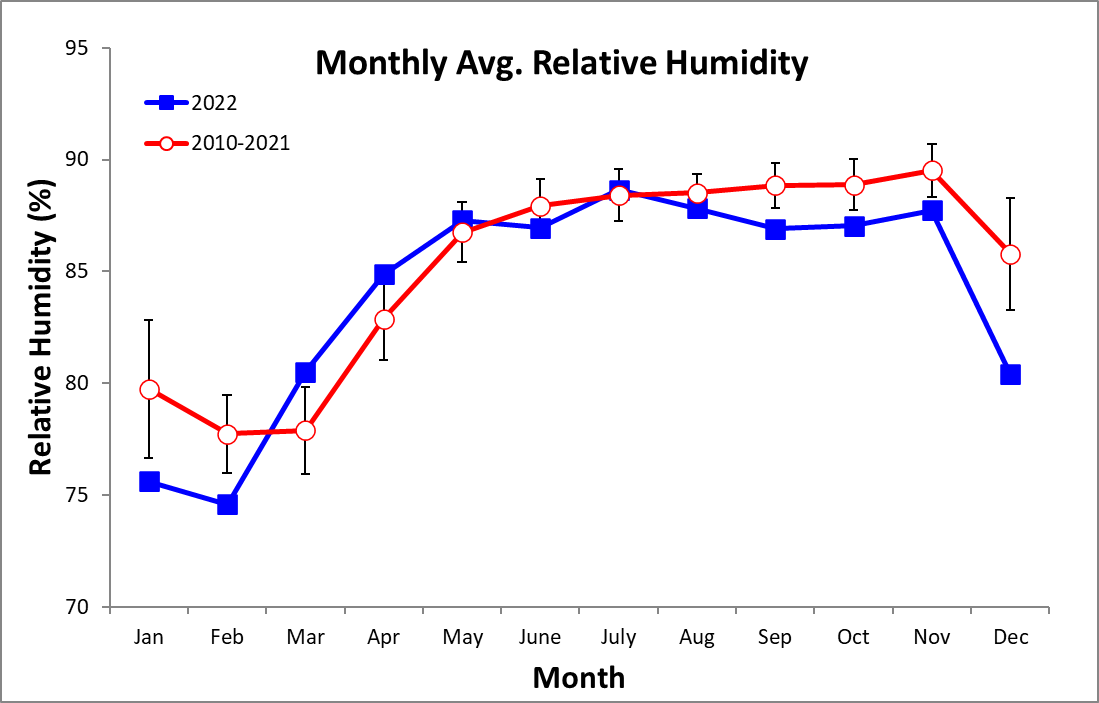 Monthly Avg. Relative Humidity
2022
2010-2021
Relative Humidity (%)
95
90
85
80
75
70
Jan Feb Mar Apr May June July Aug Sep Oct Nov Dec
Month